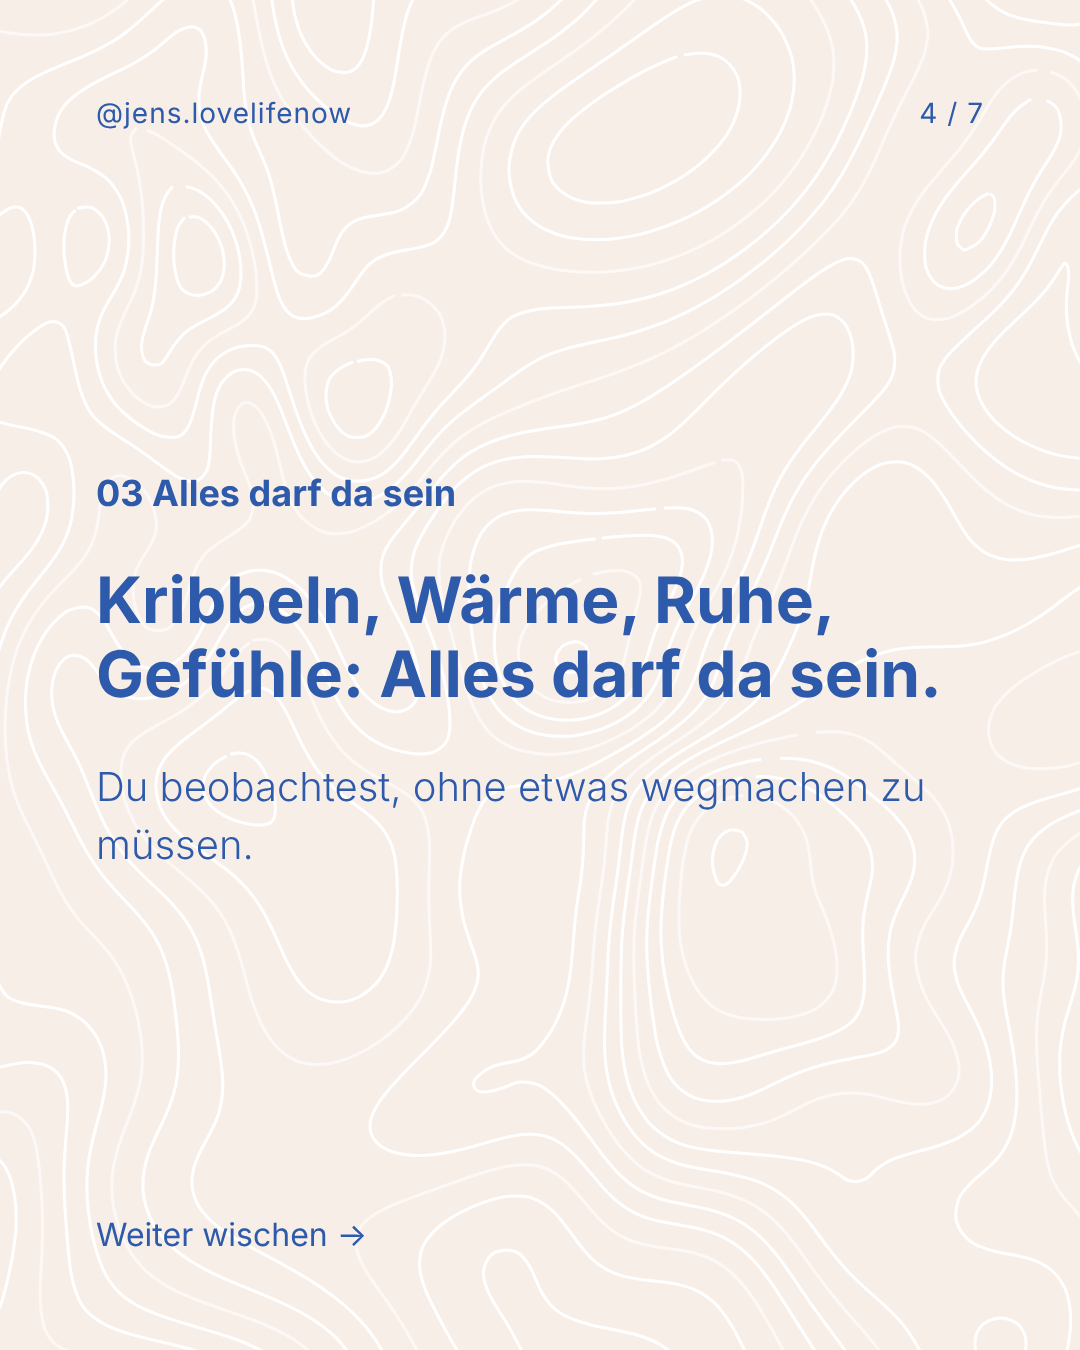 @jens.lovelifenow
4 / 7
03 Alles darf da sein
Kribbeln, Wärme, Ruhe,
Gefühle: Alles darf da sein.
Du beobachtest, ohne etwas wegmachen zu
müssen.
Weiter wischen →